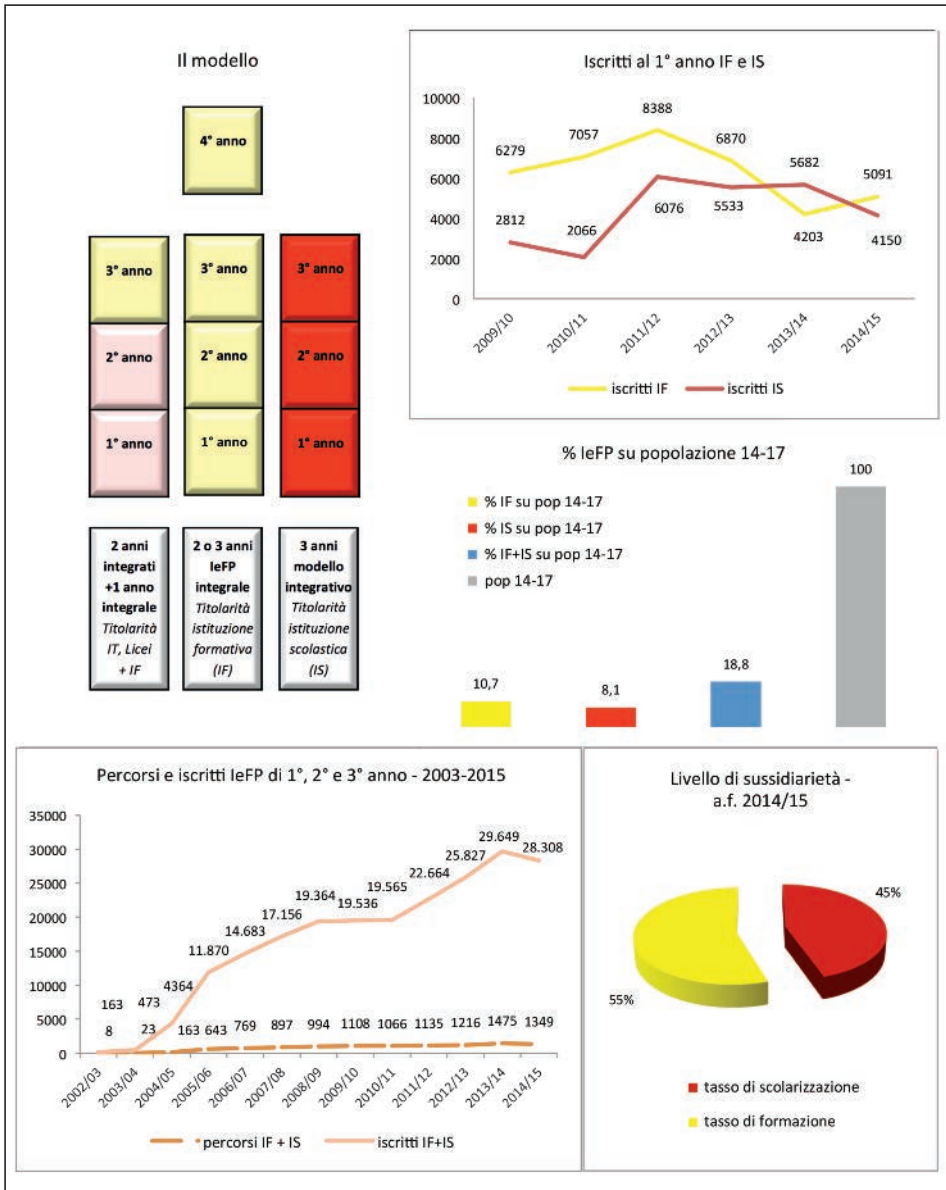 Il modello
4° anno
3° anno
3° anno
3° anno
2° anno
2° anno
2° anno
1° anno
1° anno
1° anno
2 anni
integrati
+1 anno
integrale
Titolarità
IT, Licei
+ IF
2 o 3 anni
IeFP
integrale
Titolarità
istituzione
formativa
(IF)
3 anni
modello
integrativo
Titolarità
istituzione
scolastica
(IS)
Iscritti al 1° anno IF e IS
10000
8000
6000
4000
2000
0
6279
7057
8388
6870
4203
5091
2812
2066
6076
5533
5682
4150
2009/10
2010/11
2011/12
2012/13
2013/14
2014/15
iscritti IF
iscritti IS
% IeFP su popolazione 14-17
% IF su pop 14-17
% IS su pop 14-17
% IF+IS su pop 14-17
pop 14-17
10,7
8,1
18,8
100
Percorsi e iscritti IeFP di 1°, 2° e 3° anno - 2003-2015
35000
30000
25000
20000
15000
10000
5000
0
163
473
4364
11.870
14.683
17.156
19.364
19.536
19.565
22.664
25.827
29.649
28.308
8
23
163
643
769
897
994
1108
1066
1135
1216
1475
1349
2002/03
2003/04
2004/05
2005/06
2006/07
2007/08
2008/09
2009/10
2010/11
2011/12
2012/13
2013/14
2014/15
percorsi IF + IS
iscritti IF+IS
Livello di sussidiarietà -
a.f. 2014/15
45%
55%
tasso di scolarizzazione
tasso di formazione